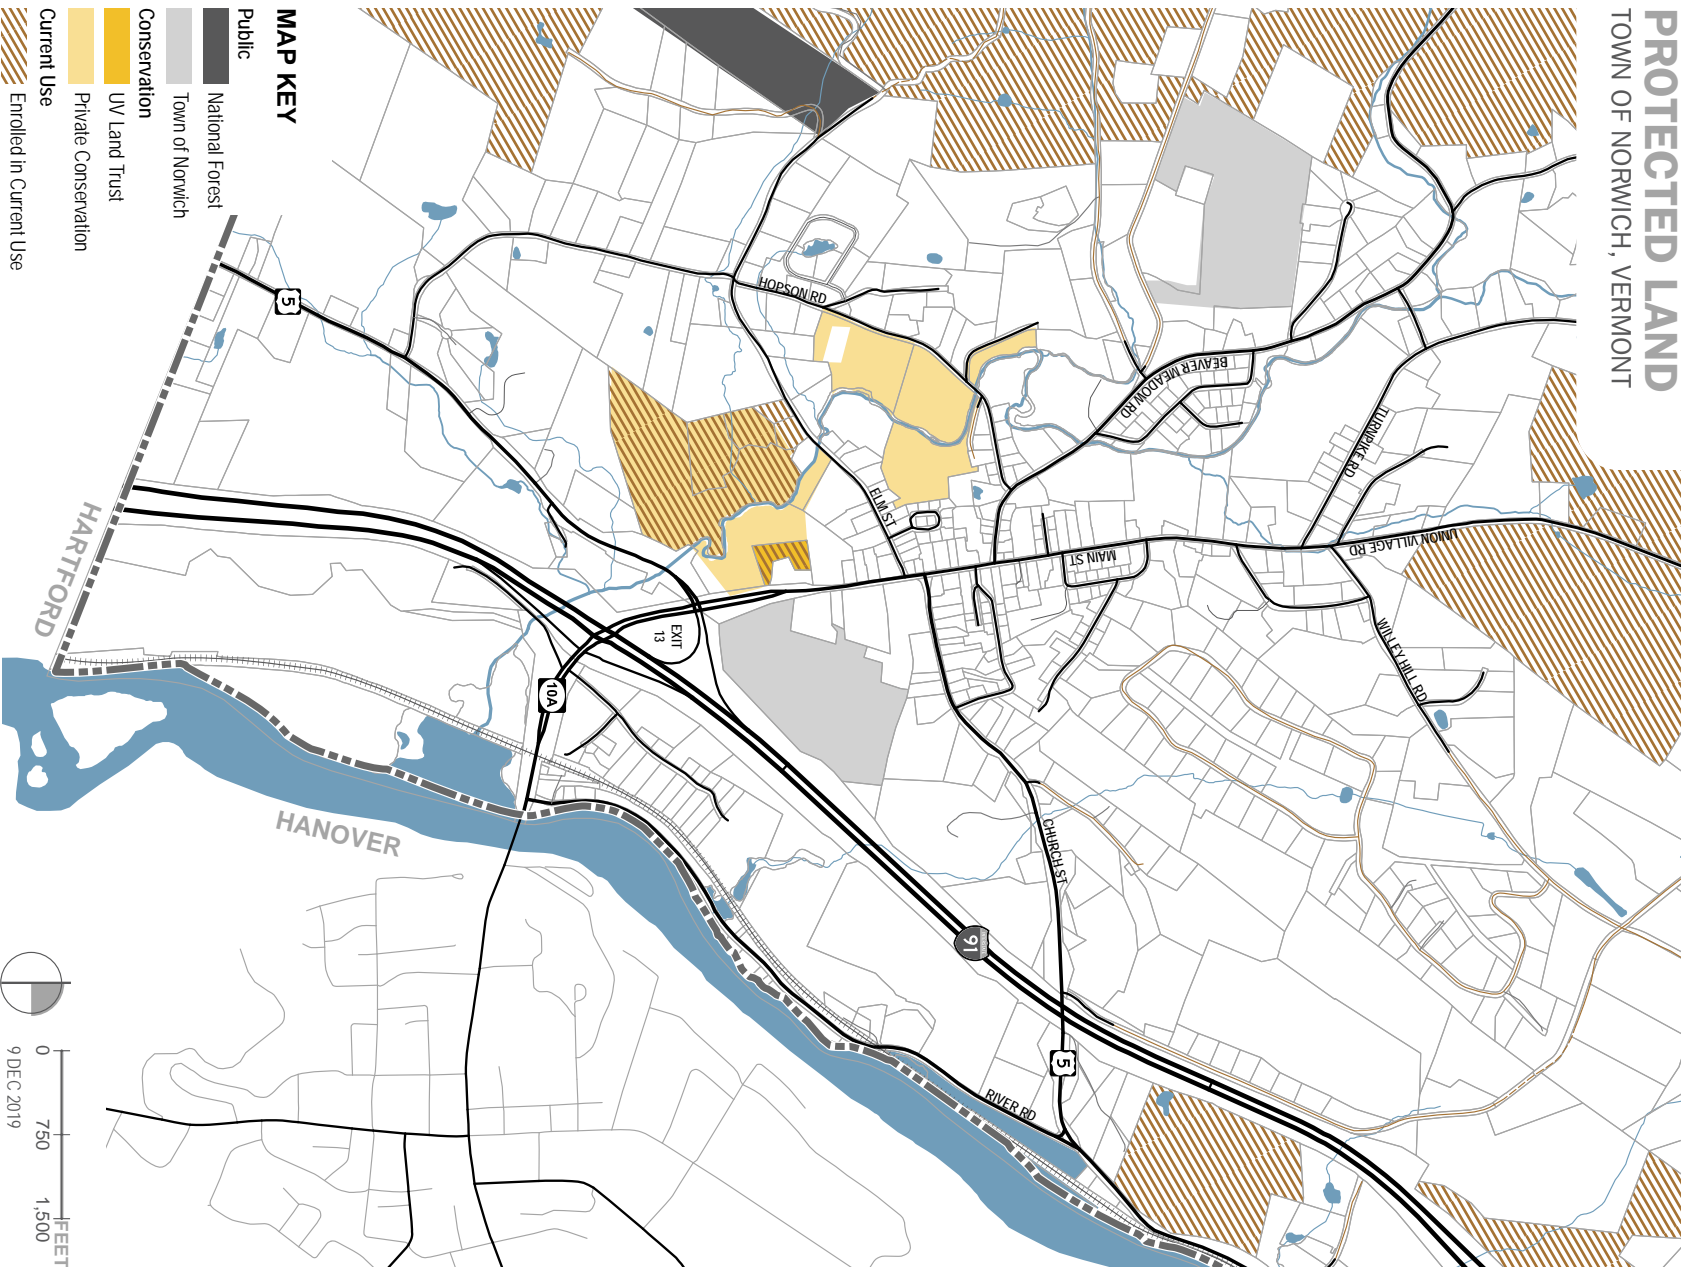 PROTECTED LAND
TOWN OF NORWICH, VERMONT
MAP KEY
Public
National Forest
Town of Norwich
Conservation
UV Land Trust
Private Conservation
Current Use
Enrolled in Current Use
HOPSON RD
BEAVER MEADOW RD
TURNPIKE RD
ELM ST
MAIN ST
UNION VILLAGE RD
WILLEY HILL RD
EXIT
13
10A
5
CHURCH ST
91
5
RIVER RD
HARTFORD
HANOVER
0
750
1,500
FEET
9 DEC 2019